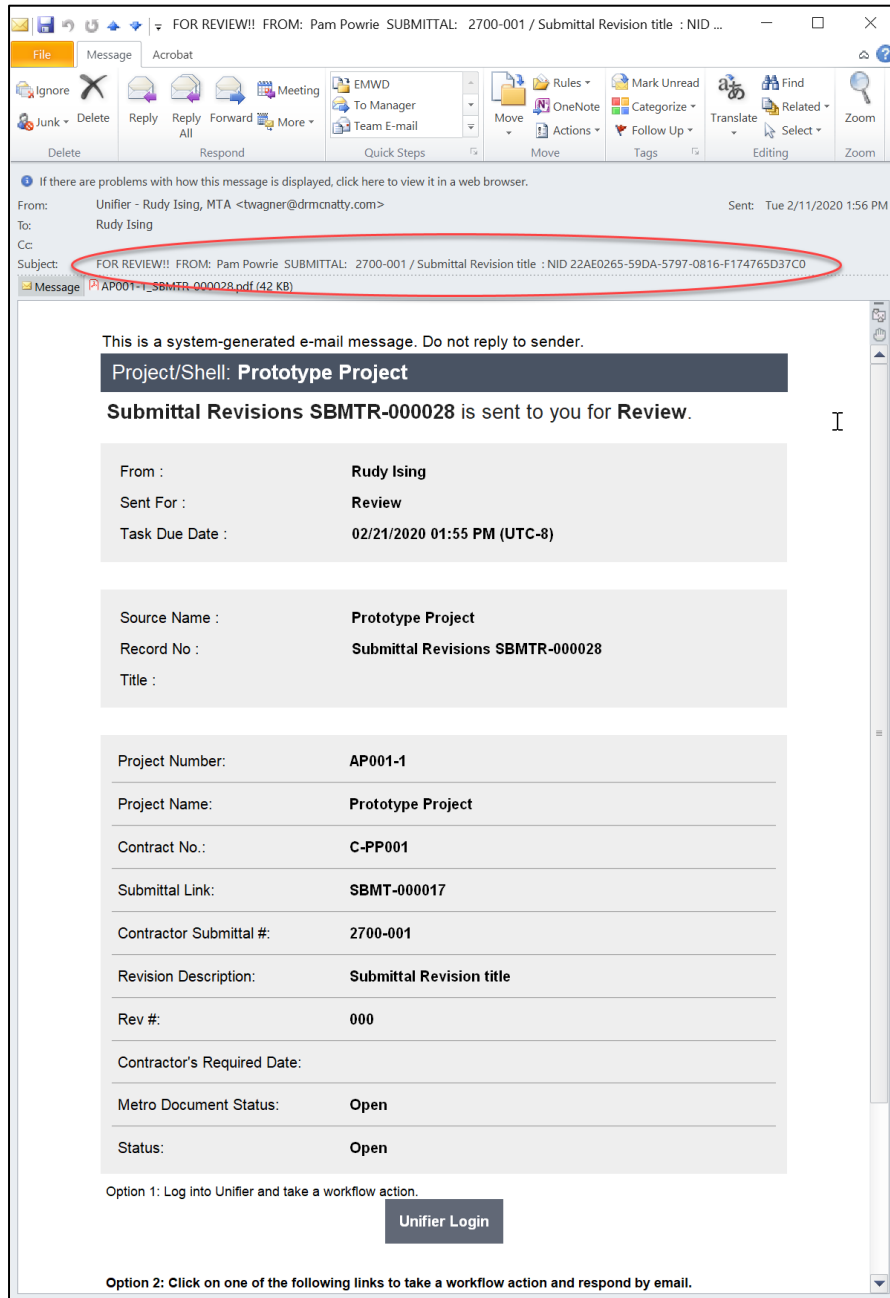 FOR REVIEW!! FROM: Pam Powrie SUBMITTAL: 2700-001 / Submittal Revision title : NID ...
File Message Acrobat
Ignore
Junk
Delete
Reply
Reply All
Forward
Meeting
More
EMWD
To Manager
Team E-mail
Move
Rules
OneNote
Actions
Mark Unread
Categorize
Follow Up
Translate
Find
Related
Select
Zoom
Delete Respond Quick Steps Move Tags Editing Zoom
If there are problems with how this message is displayed, click here to view it in a web browser.
From: Unifier - Rudy Ising, MTA <twagner@drmcnatty.com> Sent: Tue 2/11/2020 1:56 PM
To: Rudy Ising
Cc:
Subject: FOR REVIEW!! FROM: Pam Powrie SUBMITTAL: 2700-001 / Submittal Revision title : NID 22AE0265-59DA-5797-0816-F174765D37C0
Message AP001-1_SBMTR-000028.pdf (42 KB)
This is a system-generated e-mail message. Do not reply to sender.
Project/Shell: Prototype Project
Submittal Revisions SBMTR-000028 is sent to you for Review.
From : Rudy Ising
Sent For : Review
Task Due Date : 02/21/2020 01:55 PM (UTC-8)
Source Name : Prototype Project
Record No : Submittal Revisions SBMTR-000028
Title :
Project Number: AP001-1
Project Name: Prototype Project
Contract No.: C-PP001
Submittal Link: SBMT-000017
Contractor Submittal #: 2700-001
Revision Description: Submittal Revision title
Rev #: 000
Contractor's Required Date:
Metro Document Status: Open
Status: Open
Option 1: Log into Unifier and take a workflow action.
Unifier Login
Option 2: Click on one of the following links to take a workflow action and respond by email.